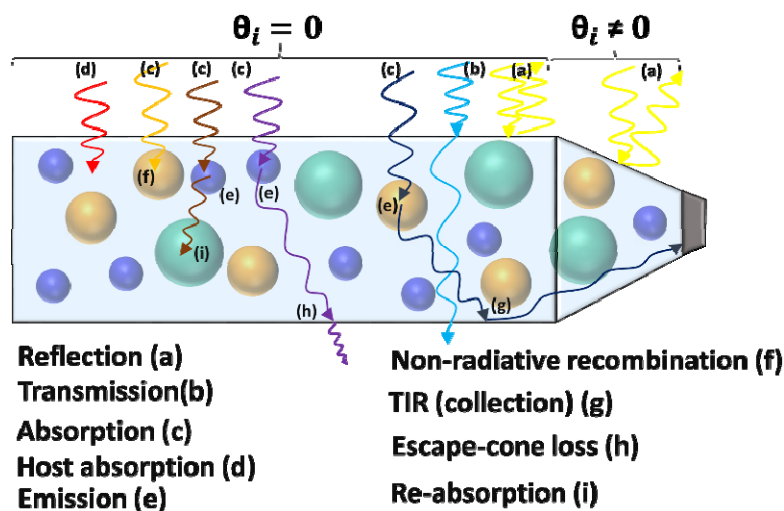 θi = 0
θi ≠ 0
(d) (c) (c) (c) (c) (b) (a) (a)
(f) (e) (e) (e)
(i)
(h) (g)
Reflection (a)
Transmission(b)
Absorption (c)
Host absorption (d)
Emission (e)
Non-radiative recombination (f)
TIR (collection) (g)
Escape-cone loss (h)
Re-absorption (i)